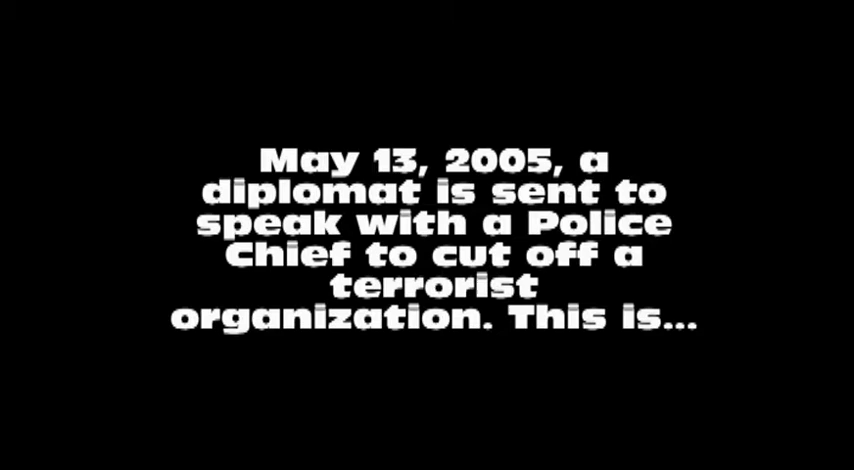 May 13, 2005, a
diplomat is sent to
speak with a Police
Chief to cut off a
terrorist
organization. This is...